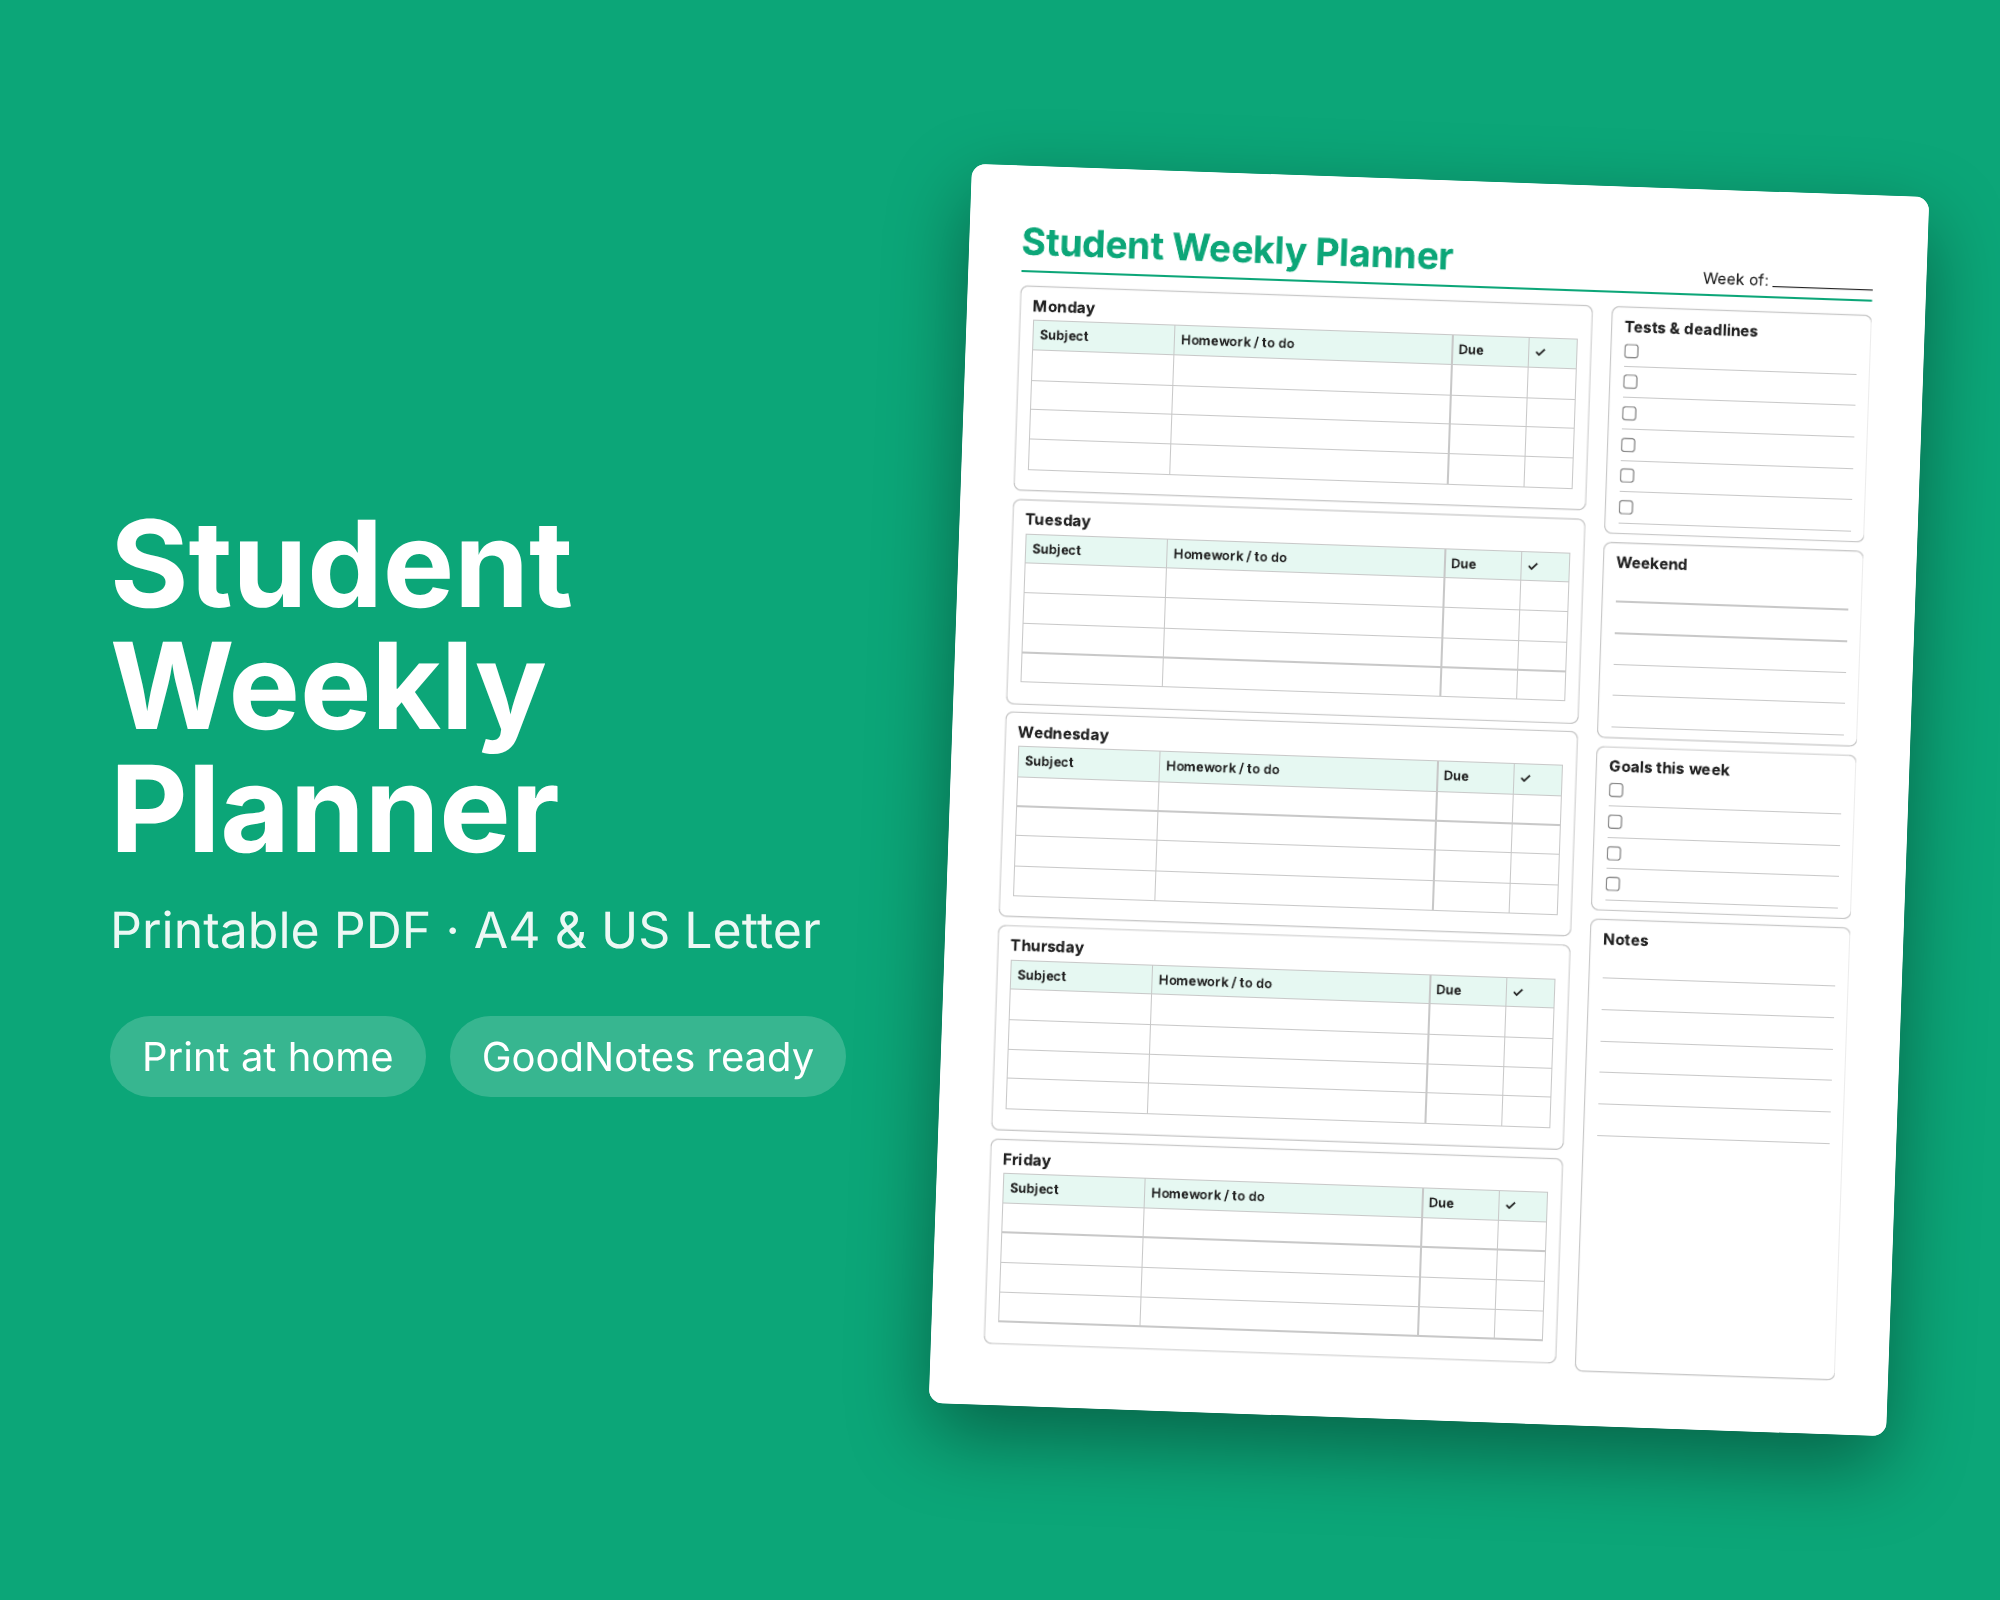 Student
Weekly
Planner
Printable PDF · A4 & US Letter
Print at home
GoodNotes ready
Student Weekly Planner
Week of:
Monday
Subject Homework / to do Due ✓
Tuesday
Subject Homework / to do Due ✓
Wednesday
Subject Homework / to do Due ✓
Thursday
Subject Homework / to do Due ✓
Friday
Subject Homework / to do Due ✓
Tests & deadlines
Weekend
Goals this week
Notes